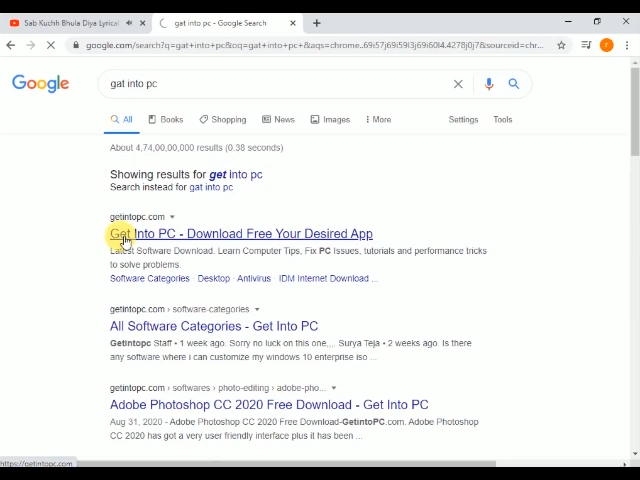 Sab Kuchh Bhula Diya Lyrical
gat into pc - Google Search
google.com/search?q=gat+into+pc&oq=gat+into+pc+&aqs=chrome..69i57j69i59l3j69i60l4.4278j0j7&sourceid=chr...
Google
gat into pc
All
Books
Shopping
News
Images
More
Settings
Tools
About 4,74,00,00,000 results (0.38 seconds)
Showing results for get into pc
Search instead for gat into pc
getintopc.com
Get Into PC - Download Free Your Desired App
Latest Software Download. Learn Computer Tips, Fix PC Issues, tutorials and performance tricks
to solve problems.
Software Categories · Desktop · Antivirus · IDM Internet Download ...
getintopc.com › software-categories
All Software Categories - Get Into PC
Getintopc Staff • 1 week ago. Sorry no luck on this one,,,. Surya Teja • 2 weeks ago. Is there
any software where i can customize my windows 10 enterprise iso ...
getintopc.com › softwares › photo-editing › adobe-pho...
Adobe Photoshop CC 2020 Free Download - Get Into PC
Aug 31, 2020 - Adobe Photoshop CC 2020 Free Download-GetintoPC.com. Adobe Photoshop
CC 2020 has got a very user friendly interface plus it has been ...
https://getintopc.com